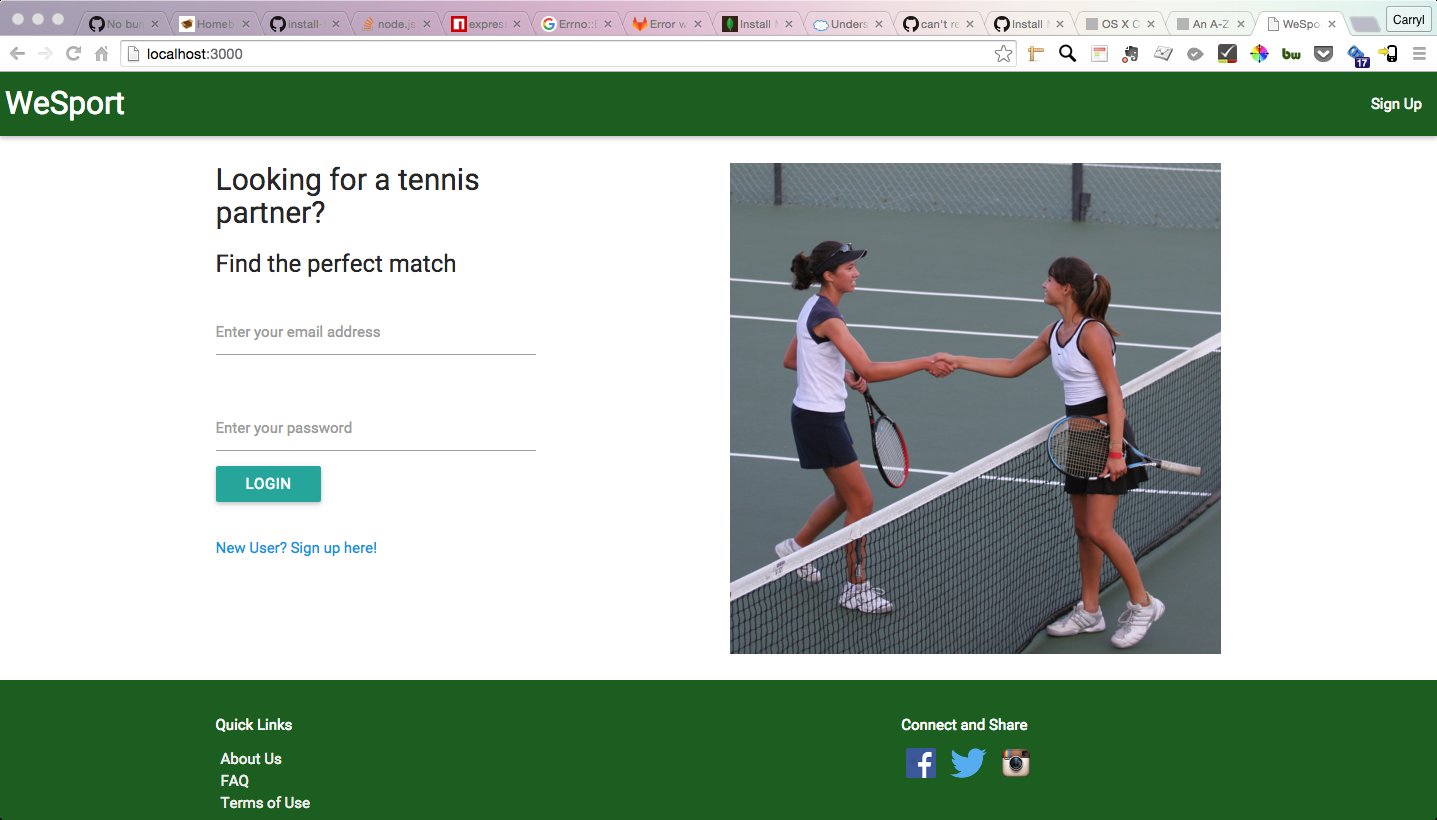 No bun
Homeb
install-
node.js
expres
Errno::E
Error w
Install M
Unders
can't re
Install
OS X C
An A-Z
WeSpo
Carryl
localhost:3000
bw
17
WeSport
Sign Up
Looking for a tennis
partner?
Find the perfect match
Enter your email address
Enter your password
LOGIN
New User? Sign up here!
Quick Links
Connect and Share
About Us
FAQ
Terms of Use